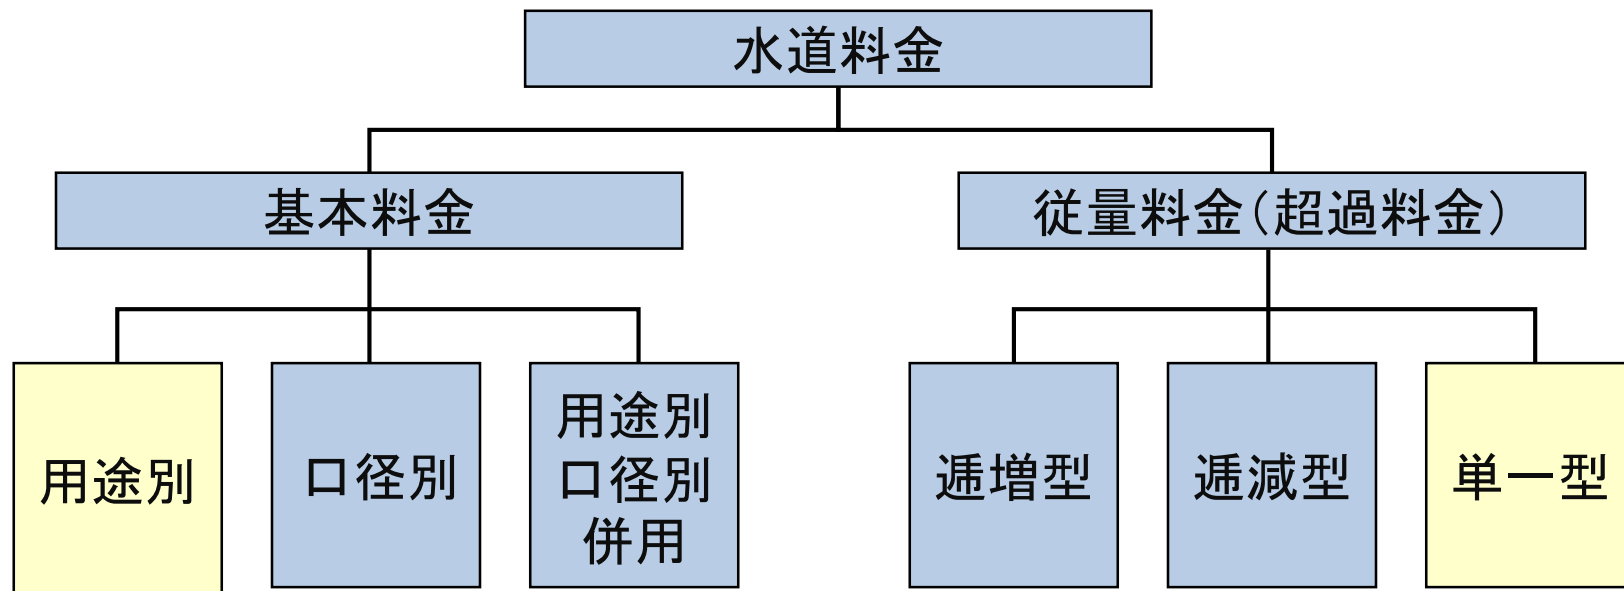 水道料金
基本料金
従量料金(超過料金)
用途別
口径別
用途別
口径別
併用
逓増型
逓減型
単一型